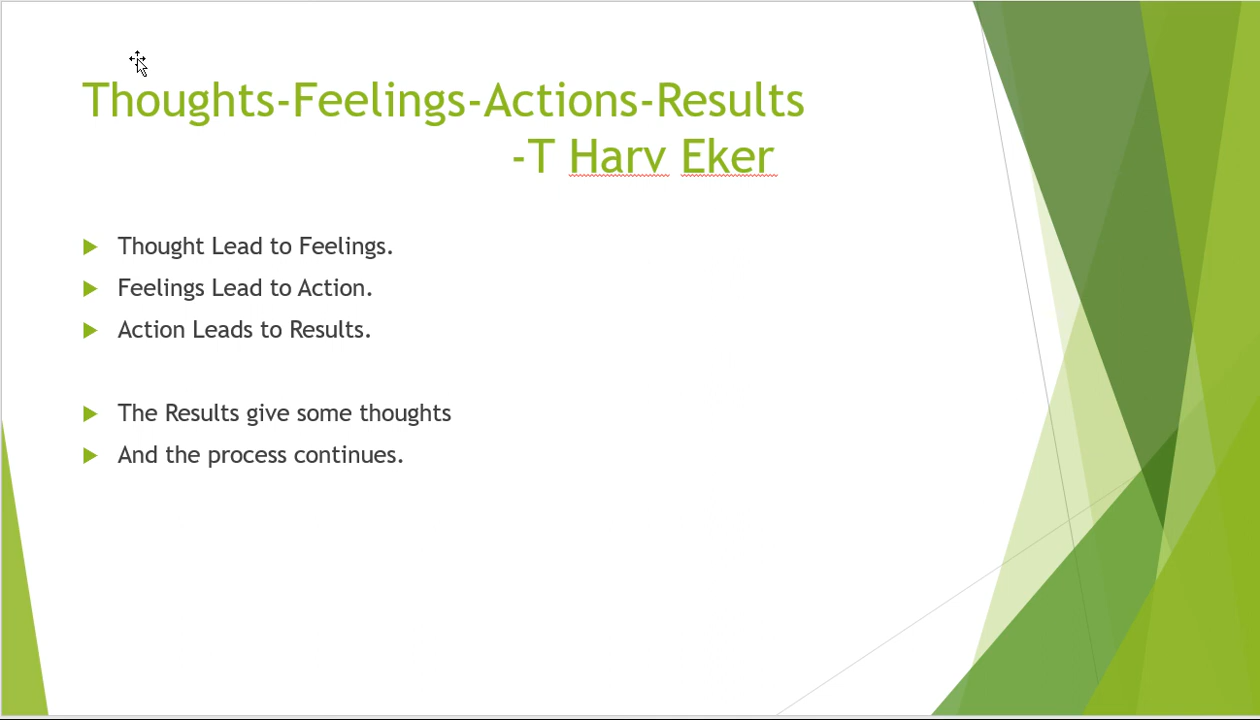 Thoughts-Feelings-Actions-Results
-T Harv Eker
Thought Lead to Feelings.
Feelings Lead to Action.
Action Leads to Results.
The Results give some thoughts
And the process continues.